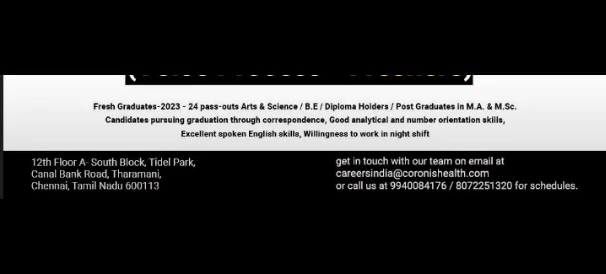 Fresh Graduates-2023 - 24 pass-outs Arts & Science / B.E / Diploma Holders / Post Graduates in M.A. & M.Sc.
Candidates pursuing graduation through correspondence, Good analytical and number orientation skills,
Excellent spoken English skills, Willingness to work in night shift
12th Floor A- South Block, Tidel Park,
Canal Bank Road, Tharamani,
Chennai, Tamil Nadu 600113
get in touch with our team on email at
careersindia@coronishealth.com
or call us at 9940084176 / 8072251320 for schedules.